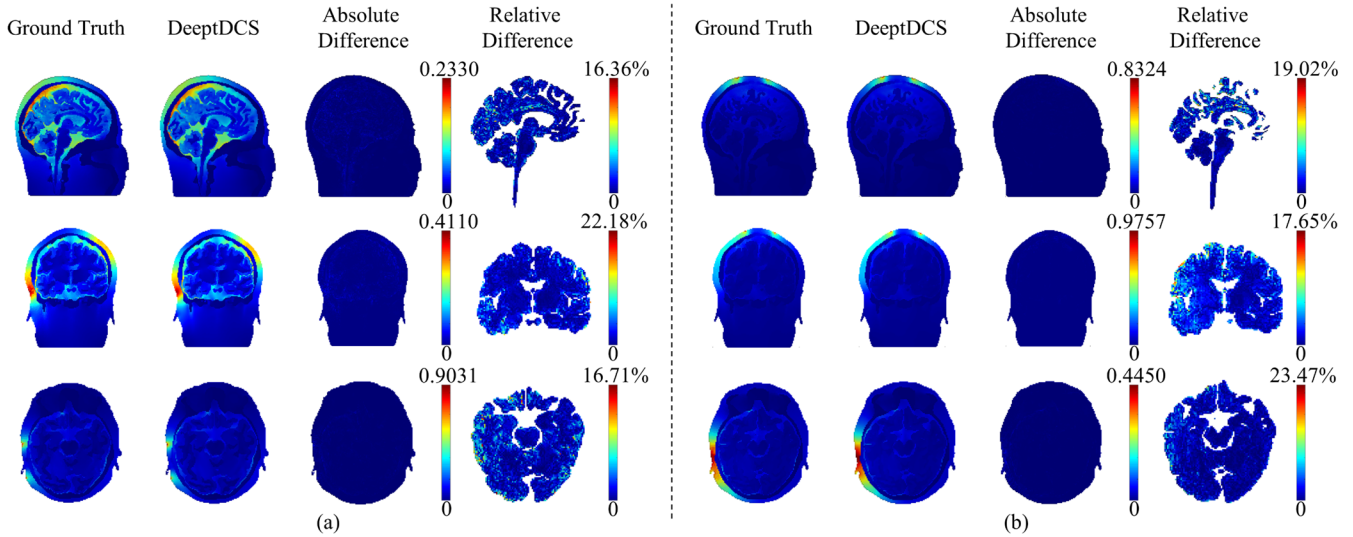 Ground Truth
DeeptDCS
Absolute
Difference
Relative
Difference
Ground Truth
DeeptDCS
Absolute
Difference
Relative
Difference
0.2330
16.36%
0.8324
19.02%
0
0
0
0
0.4110
22.18%
0.9757
17.65%
0
0
0
0
0.9031
16.71%
0.4450
23.47%
0
0
0
0
(a)
(b)